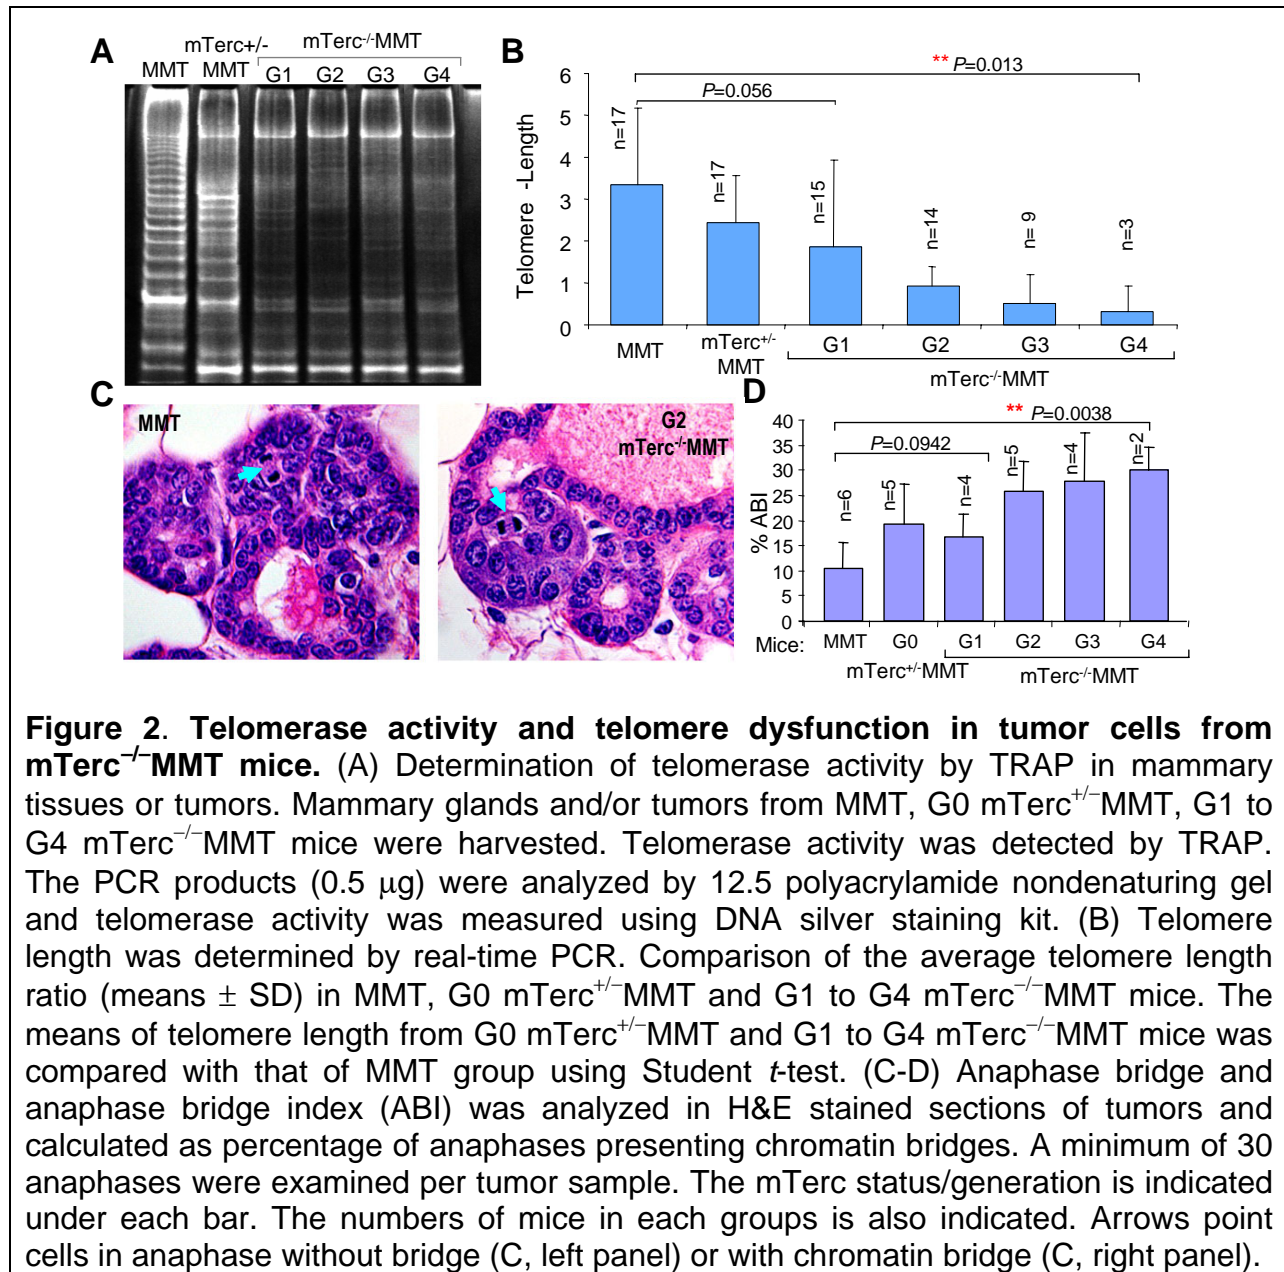 A
MMT
mTerc+/-
MMT
mTerc-/-MMT
G1 G2 G3 G4
B
** P=0.013
P=0.056
Telomere -Length
6
5
4
3
2
1
0
n=17
n=17
n=15
n=14
n= 9
n=3
MMT
mTerc+/-
MMT
G1 G2 G3 G4
mTerc-/-MMT
C
MMT
G2
mTerc-/-MMT
D
** P=0.0038
P=0.0942
% ABI
40
35
30
25
20
15
10
5
0
n=6
n=5
n=4
n=5
n=4
n=2
Mice: MMT G0 G1 G2 G3 G4
mTerc+/-MMT mTerc-/-MMT
Figure 2. Telomerase activity and telomere dysfunction in tumor cells from
mTerc–/–MMT mice. (A) Determination of telomerase activity by TRAP in mammary
tissues or tumors. Mammary glands and/or tumors from MMT, G0 mTerc+/–MMT, G1 to
G4 mTerc–/–MMT mice were harvested. Telomerase activity was detected by TRAP.
The PCR products (0.5 μg) were analyzed by 12.5 polyacrylamide nondenaturing gel
and telomerase activity was measured using DNA silver staining kit. (B) Telomere
length was determined by real-time PCR. Comparison of the average telomere length
ratio (means ± SD) in MMT, G0 mTerc+/–MMT and G1 to G4 mTerc–/–MMT mice. The
means of telomere length from G0 mTerc+/–MMT and G1 to G4 mTerc–/–MMT mice was
compared with that of MMT group using Student t-test. (C-D) Anaphase bridge and
anaphase bridge index (ABI) was analyzed in H&E stained sections of tumors and
calculated as percentage of anaphases presenting chromatin bridges. A minimum of 30
anaphases were examined per tumor sample. The mTerc status/generation is indicated
under each bar. The numbers of mice in each groups is also indicated. Arrows point
cells in anaphase without bridge (C, left panel) or with chromatin bridge (C, right panel).